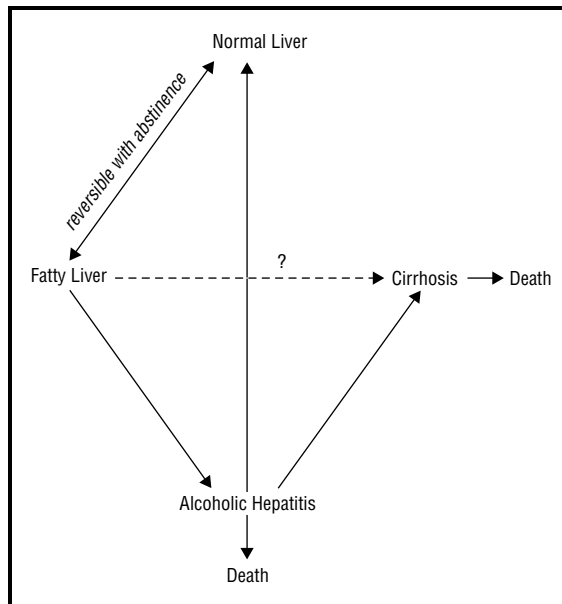 Normal Liver
reversible with abstinence
?
Fatty Liver
Cirrhosis
Death
Alcoholic Hepatitis
Death